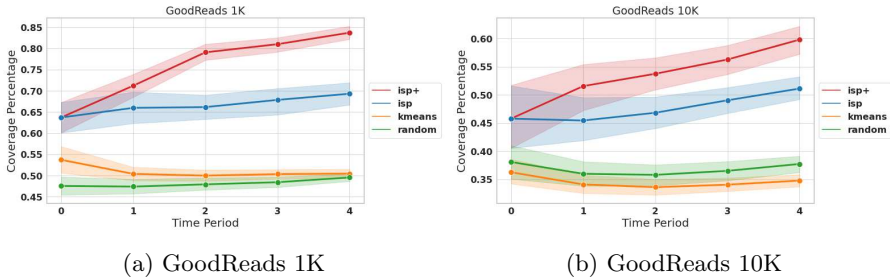 GoodReads 1K
Coverage Percentage
0.85
0.80
0.75
0.70
0.65
0.60
0.55
0.50
0.45
0 1 2 3 4
Time Period
isp+
isp
kmeans
random
(a) GoodReads 1K
GoodReads 10K
Coverage Percentage
0.60
0.55
0.50
0.45
0.40
0.35
0 1 2 3 4
Time Period
isp+
isp
kmeans
random
(b) GoodReads 10K